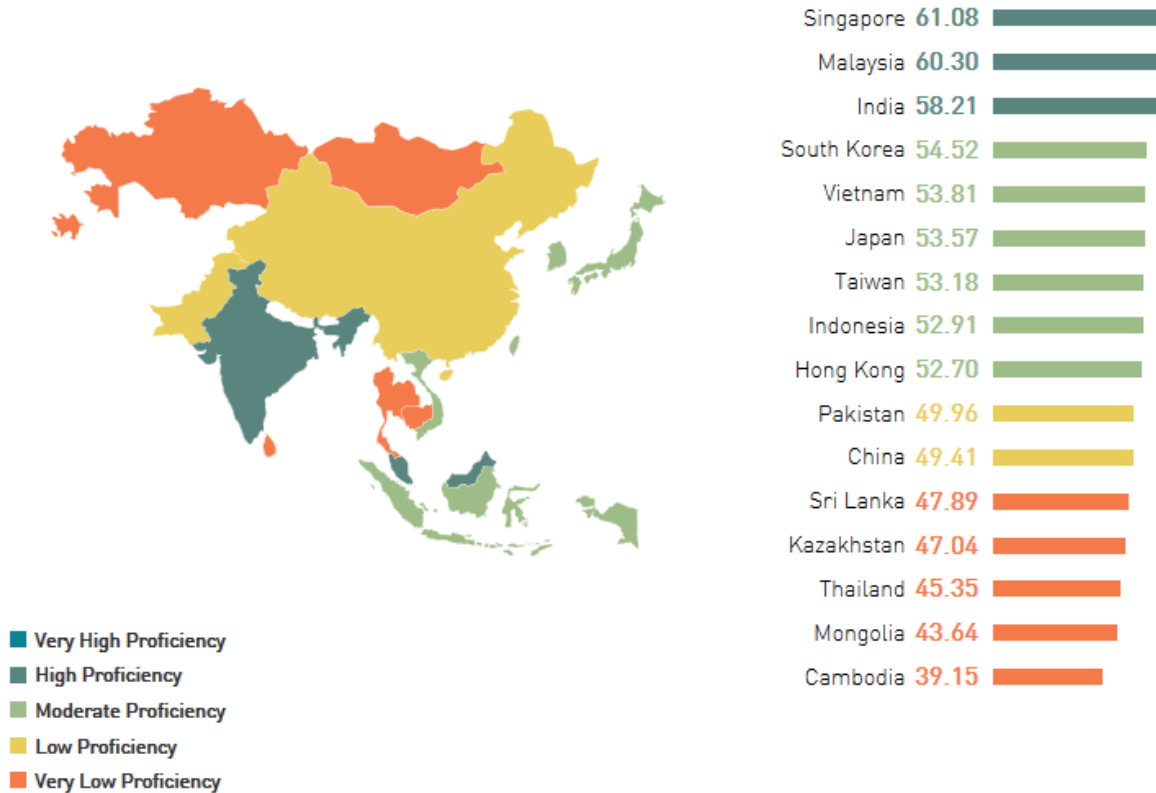 Singapore 61.08
Malaysia 60.30
India 58.21
South Korea 54.52
Vietnam 53.81
Japan 53.57
Taiwan 53.18
Indonesia 52.91
Hong Kong 52.70
Pakistan 49.96
China 49.41
Sri Lanka 47.89
Kazakhstan 47.04
Thailand 45.35
Mongolia 43.64
Cambodia 39.15
Very High Proficiency
High Proficiency
Moderate Proficiency
Low Proficiency
Very Low Proficiency